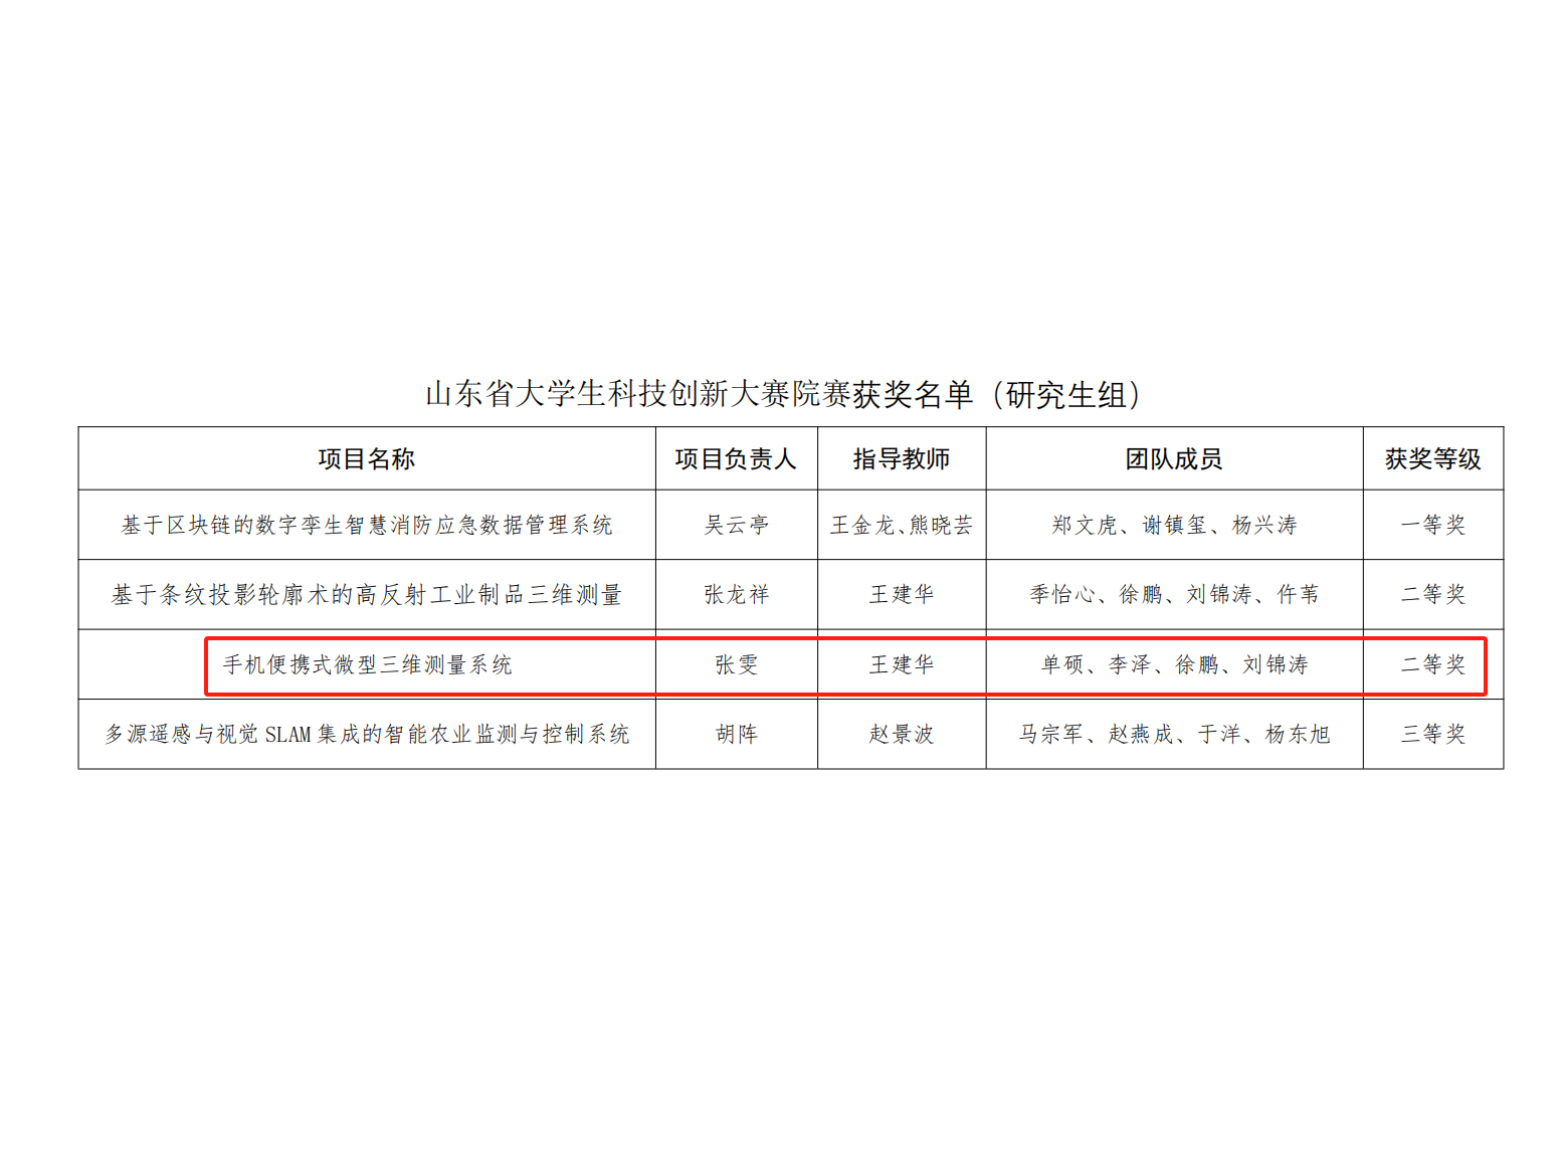 山东省大学生科技创新大赛院赛获奖名单（研究生组）
项目名称 项目负责人 指导教师 团队成员 获奖等级
基于区块链的数字孪生智慧消防应急数据管理系统 吴云亭 王金龙、熊晓芸 郑文虎、谢镇玺、杨兴涛 一等奖
基于条纹投影轮廓术的高反射工业制品三维测量 张龙祥 王建华 季怡心、徐鹏、刘锦涛、仵苇 二等奖
手机便携式微型三维测量系统 张雯 王建华 单硕、李泽、徐鹏、刘锦涛 二等奖
多源遥感与视觉 SLAM 集成的智能农业监测与控制系统 胡阵 赵景波 马宗军、赵燕成、于洋、杨东旭 三等奖